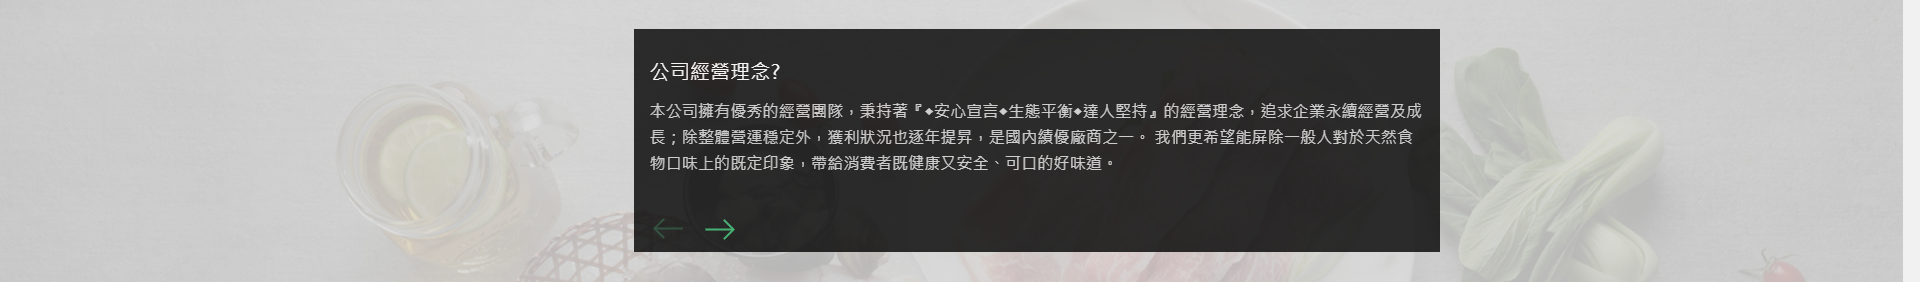 公司經營理念?
本公司擁有優秀的經營團隊，秉持著『◆安心宣言◆生態平衡◆達人堅持』的經營理念，追求企業永續經營及成
長；除整體營運穩定外，獲利狀況也逐年提昇，是國內績優廠商之一。 我們更希望能屏除一般人對於天然食
物口味上的既定印象，帶給消費者既健康又安全、可口的好味道。